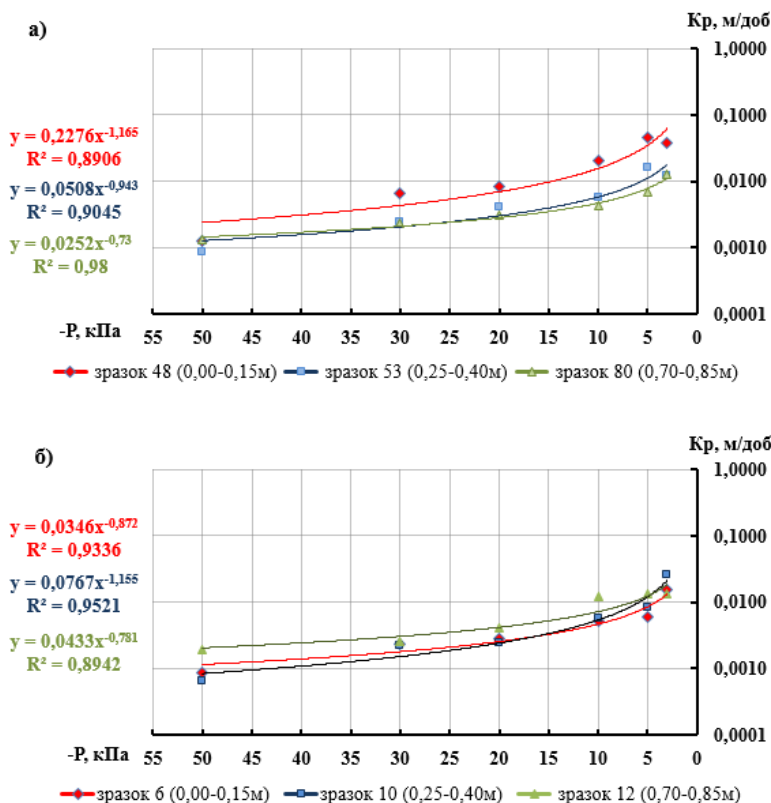 а)
Кр, м/доб
1,0000
0,1000
0,0100
0,0010
0,0001
y = 0,2276x^-1,165
R² = 0,8906
y = 0,0508x^-0,943
R² = 0,9045
y = 0,0252x^-0,73
R² = 0,98
-P, кПа
55 50 45 40 35 30 25 20 15 10 5 0
зразок 48 (0,00-0,15м) зразок 53 (0,25-0,40м) зразок 80 (0,70-0,85м)
б)
Кр, м/доб
1,0000
0,1000
0,0100
0,0010
0,0001
y = 0,0346x^-0,872
R² = 0,9336
y = 0,0767x^-1,155
R² = 0,9521
y = 0,0433x^-0,781
R² = 0,8942
-P, кПа
55 50 45 40 35 30 25 20 15 10 5 0
зразок 6 (0,00-0,15м) зразок 10 (0,25-0,40м) зразок 12 (0,70-0,85м)